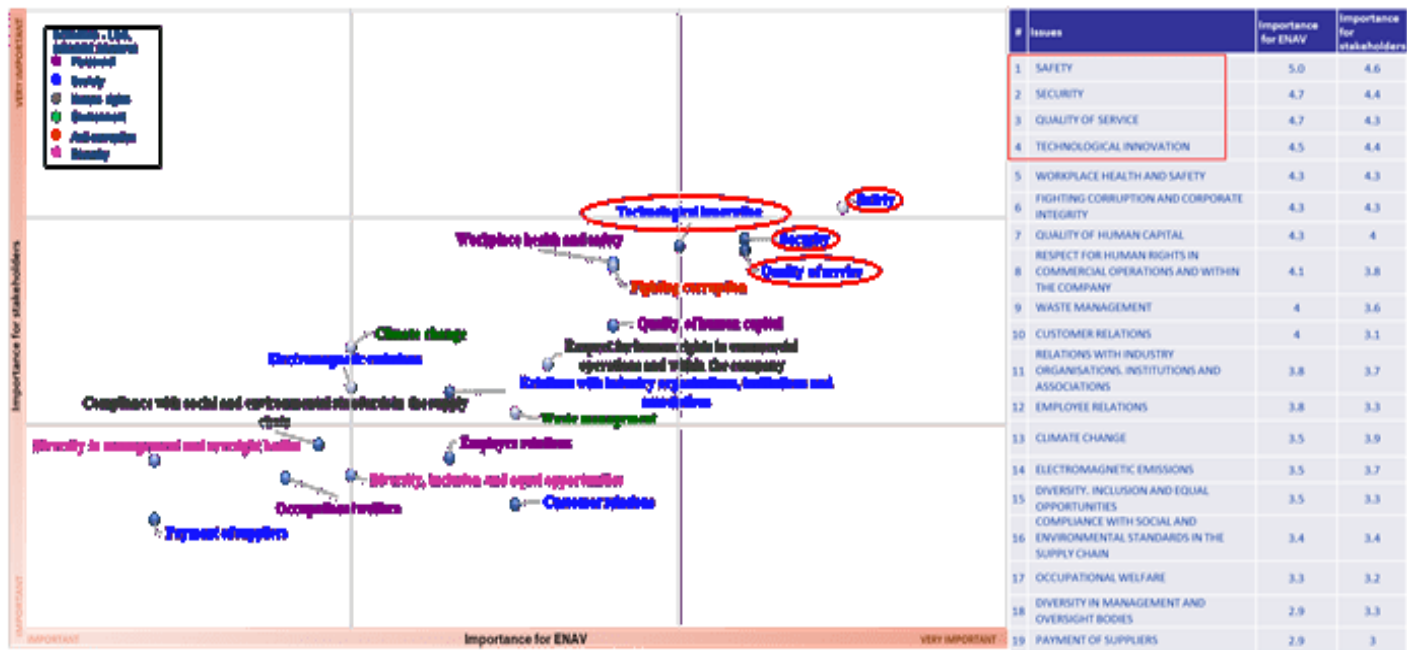 VERY IMPORTANT
Importance for stakeholders
IMPORTANT
Personnel
Society
Human rights
Environment
Anti-corruption
Diversity
Safety
Technological innovation
Workplace health and safety
Security
Quality of service
Fighting corruption
Quality of human capital
Climate change
Respect for human rights in commercial
operations and within the company
Electromagnetic emissions
Relations with industry organisations, institutions and
associations
Compliance with social and environmental standards in the supply
chain
Waste management
Diversity in management and oversight bodies
Employee relations
Diversity, inclusion and equal opportunities
Occupational welfare
Customer relations
Payment of suppliers
IMPORTANT
Importance for ENAV
VERY IMPORTANT
# Issues Importance for ENAV Importance for stakeholders
1 SAFETY 5.0 4.6
2 SECURITY 4.7 4.4
3 QUALITY OF SERVICE 4.7 4.3
4 TECHNOLOGICAL INNOVATION 4.5 4.4
5 WORKPLACE HEALTH AND SAFETY 4.3 4.3
6 FIGHTING CORRUPTION AND CORPORATE
INTEGRITY 4.3 4.3
7 QUALITY OF HUMAN CAPITAL 4.3 4
8 RESPECT FOR HUMAN RIGHTS IN
COMMERCIAL OPERATIONS AND WITHIN
THE COMPANY 4.1 3.8
9 WASTE MANAGEMENT 4 3.6
10 CUSTOMER RELATIONS 4 3.1
11 RELATIONS WITH INDUSTRY
ORGANISATIONS. INSTITUTIONS AND
ASSOCIATIONS 3.8 3.7
12 EMPLOYEE RELATIONS 3.8 3.3
13 CLIMATE CHANGE 3.5 3.9
14 ELECTROMAGNETIC EMISSIONS 3.5 3.7
15 DIVERSITY. INCLUSION AND EQUAL
OPPORTUNITIES 3.5 3.3
16 COMPLIANCE WITH SOCIAL AND
ENVIRONMENTAL STANDARDS IN THE
SUPPLY CHAIN 3.4 3.4
17 OCCUPATIONAL WELFARE 3.3 3.2
18 DIVERSITY IN MANAGEMENT AND
OVERSIGHT BODIES 2.9 3.3
19 PAYMENT OF SUPPLIERS 2.9 3